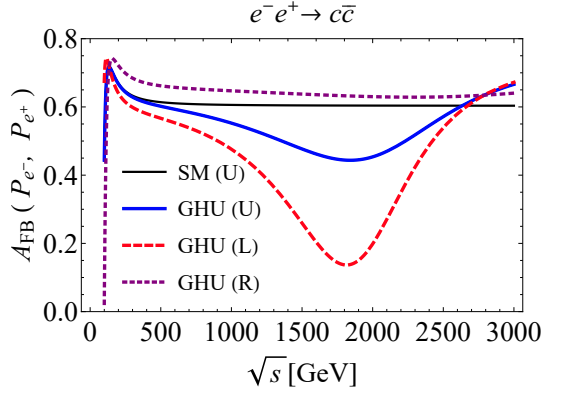 e⁻e⁺→ cc̄
A_FB ( P_e⁻, P_e⁺)
0.8
0.6
0.4
0.2
0.0
SM (U)
GHU (U)
GHU (L)
GHU (R)
0 500 1000 1500 2000 2500 3000
√s [GeV]